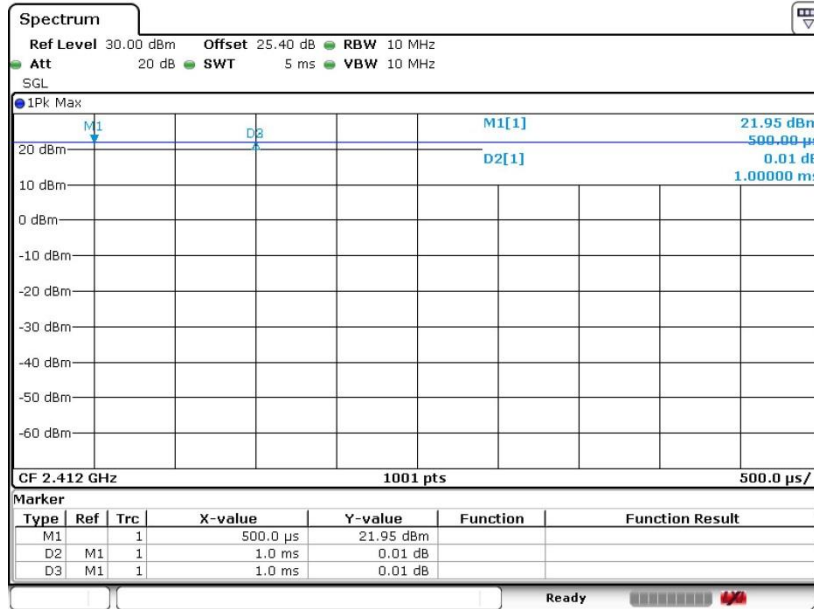 Spectrum
Ref Level 30.00 dBm Offset 25.40 dB RBW 10 MHz
Att 20 dB SWT 5 ms VBW 10 MHz
SGL
1Pk Max
M1 M1[1] 21.95 dBm
D3 500.00 µs
20 dBm D2[1] 0.01 dB
1.00000 ms
10 dBm
0 dBm
-10 dBm
-20 dBm
-30 dBm
-40 dBm
-50 dBm
-60 dBm
CF 2.412 GHz 1001 pts 500.0 µs/
Marker
Type Ref Trc X-value Y-value Function Function Result
M1 1 500.0 µs 21.95 dBm
D2 M1 1 1.0 ms 0.01 dB
D3 M1 1 1.0 ms 0.01 dB
Ready